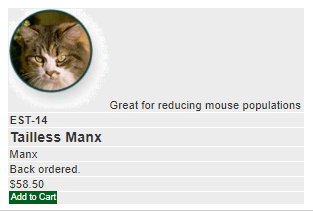 Great for reducing mouse populations
EST-14
Tailless Manx
Manx
Back ordered.
$58.50
Add to Cart